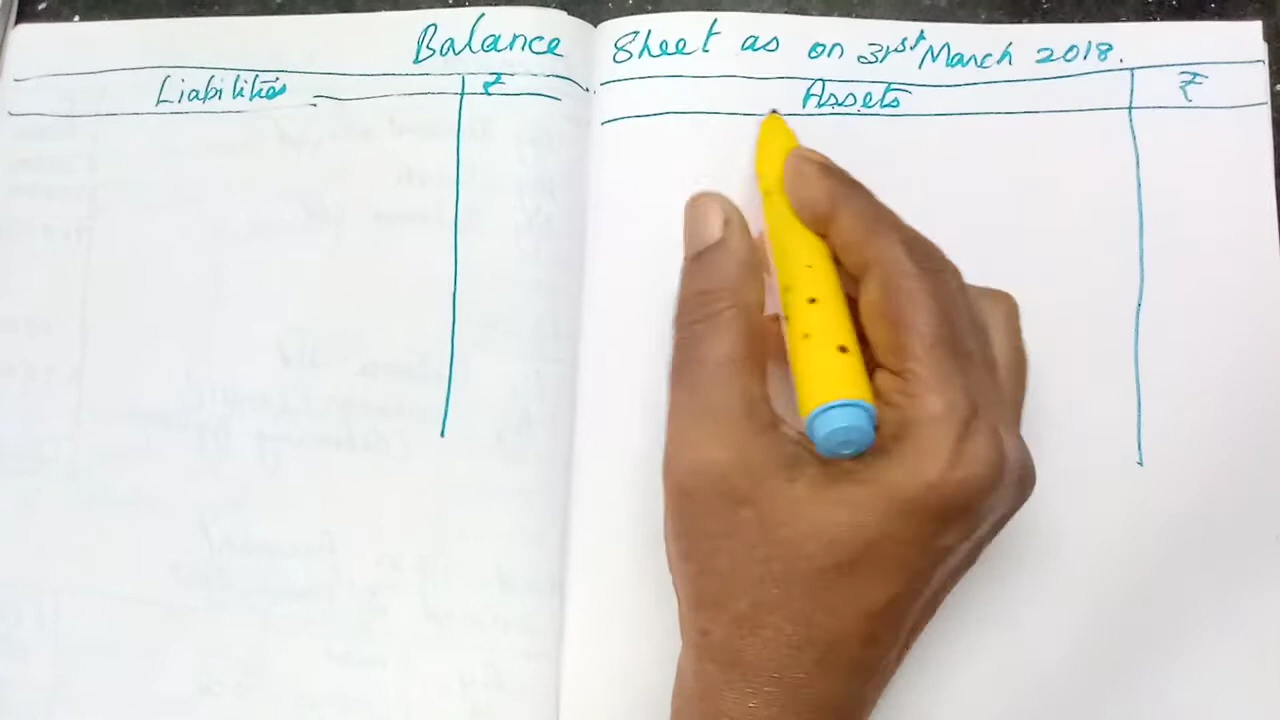 Balance Sheet as on 31st March 2018.
Liabilities ₹ Assets ₹